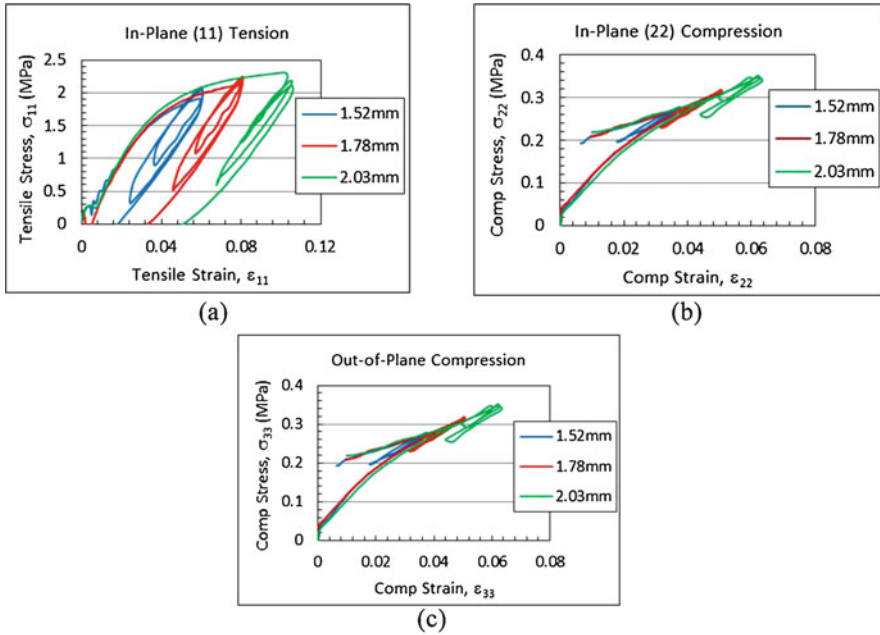 In-Plane (11) Tension
Tensile Stress, σ11 (MPa)
2.5
2
1.5
1
0.5
0
0 0.04 0.08 0.12
Tensile Strain, ε11
1.52mm
1.78mm
2.03mm
(a)
In-Plane (22) Compression
Comp Stress, σ22 (MPa)
0.4
0.3
0.2
0.1
0
0 0.02 0.04 0.06 0.08
Comp Strain, ε22
1.52mm
1.78mm
2.03mm
(b)
Out-of-Plane Compression
Comp Stress, σ33 (MPa)
0.4
0.3
0.2
0.1
0
0 0.02 0.04 0.06 0.08
Comp Strain, ε33
1.52mm
1.78mm
2.03mm
(c)